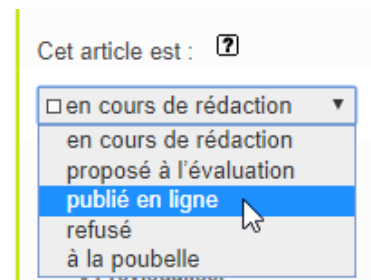 Cet article est : ?
en cours de rédaction
en cours de rédaction
proposé à l'évaluation
publié en ligne
refusé
à la poubelle